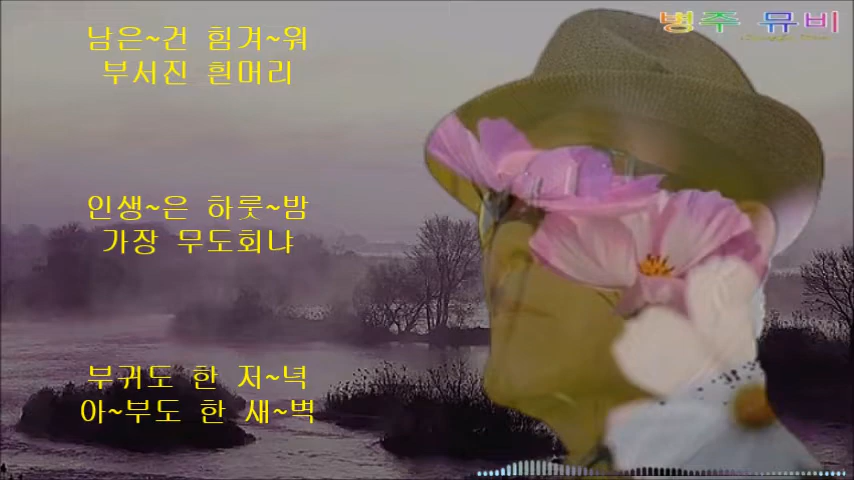 병주 뮤비
남은~건 힘겨~워
부서진 흰머리
인생~은 하룻~밤
가장 무도회냐
부귀도 한 저~녁
아~부도 한 새~벽